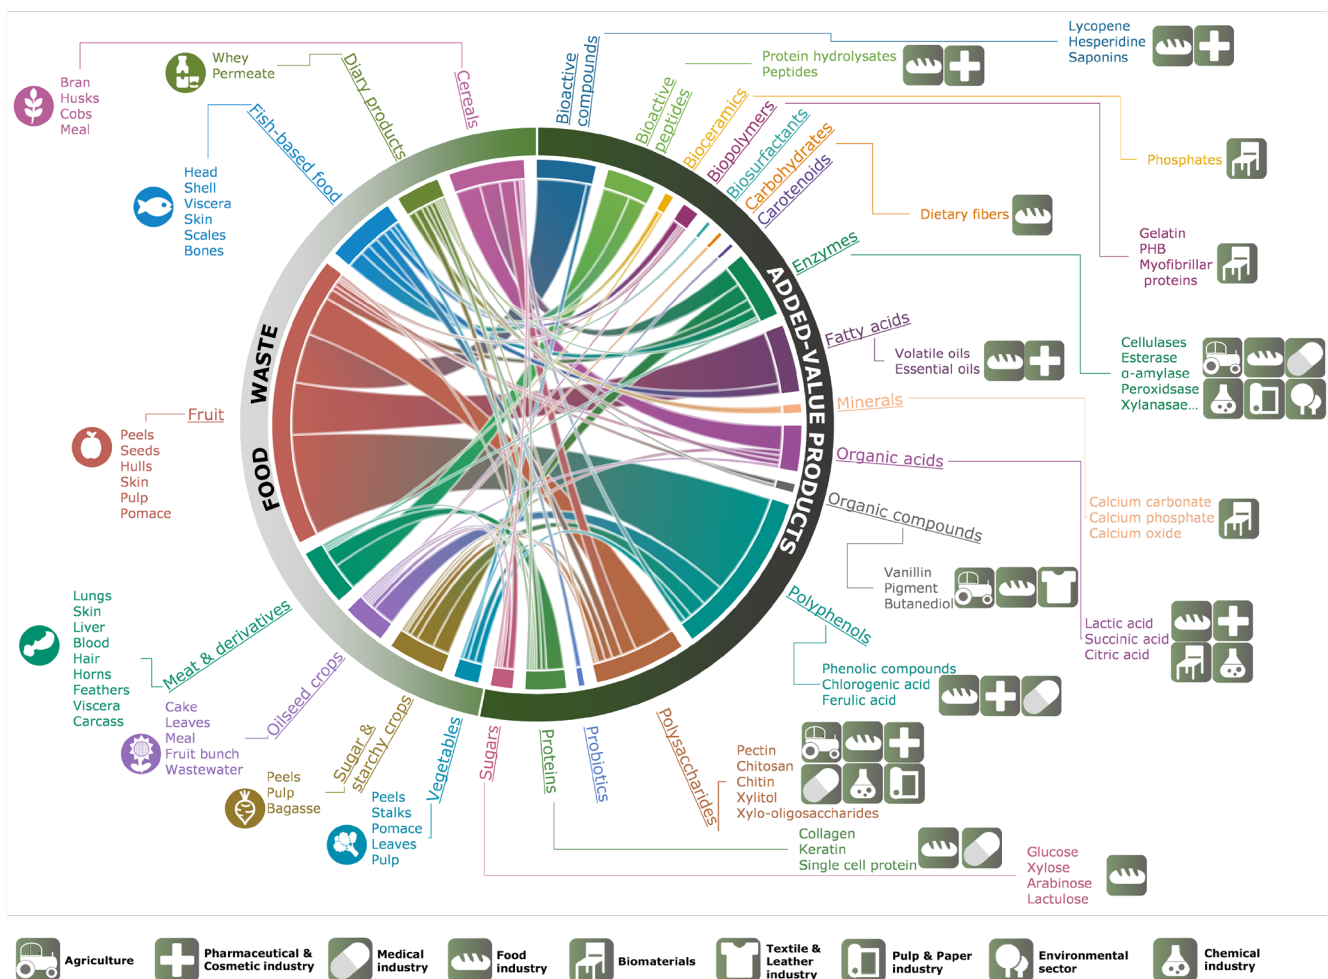 Bran
Husks
Cobs
Meal
Whey
Permeate
Diary products
Cereals
Fish-based food
Head
Shell
Viscera
Skin
Scales
Bones
Fruit
Peels
Seeds
Hulls
Skin
Pulp
Pomace
FOOD WASTE
Lungs
Skin
Liver
Blood
Hair
Horns
Feathers
Viscera
Carcass
Meat & derivatives
Cake
Leaves
Meal
Fruit bunch
Wastewater
Oilseed crops
Peels
Pulp
Bagasse
Sugar &
starchy crops
Peels
Stalks
Pomace
Leaves
Pulp
Vegetables
ADDED-VALUE PRODUCTS
Bioactive
compounds
Lycopene
Hesperidine
Saponins
Bioactive
peptides
Protein hydrolysates
Peptides
Bioceramics
Phosphates
Biopolymers
Gelatin
PHB
Myofibrillar
proteins
Biosurfactants
Carbohydrates
Dietary fibers
Carotenoids
Enzymes
Cellulases
Esterase
α-amylase
Peroxidsase
Xylanasae...
Fatty acids
Volatile oils
Essential oils
Minerals
Calcium carbonate
Calcium phosphate
Calcium oxide
Organic acids
Lactic acid
Succinic acid
Citric acid
Organic compounds
Vanillin
Pigment
Butanediol
Polyphenols
Phenolic compounds
Chlorogenic acid
Ferulic acid
Polysaccharides
Pectin
Chitosan
Chitin
Xylitol
Xylo-oligosaccharides
Probiotics
Proteins
Collagen
Keratin
Single cell protein
Sugars
Glucose
Xylose
Arabinose
Lactulose
Agriculture
Pharmaceutical &
Cosmetic industry
Medical
industry
Food
industry
Biomaterials
Textile &
Leather
industry
Pulp & Paper
industry
Environmental
sector
Chemical
industry